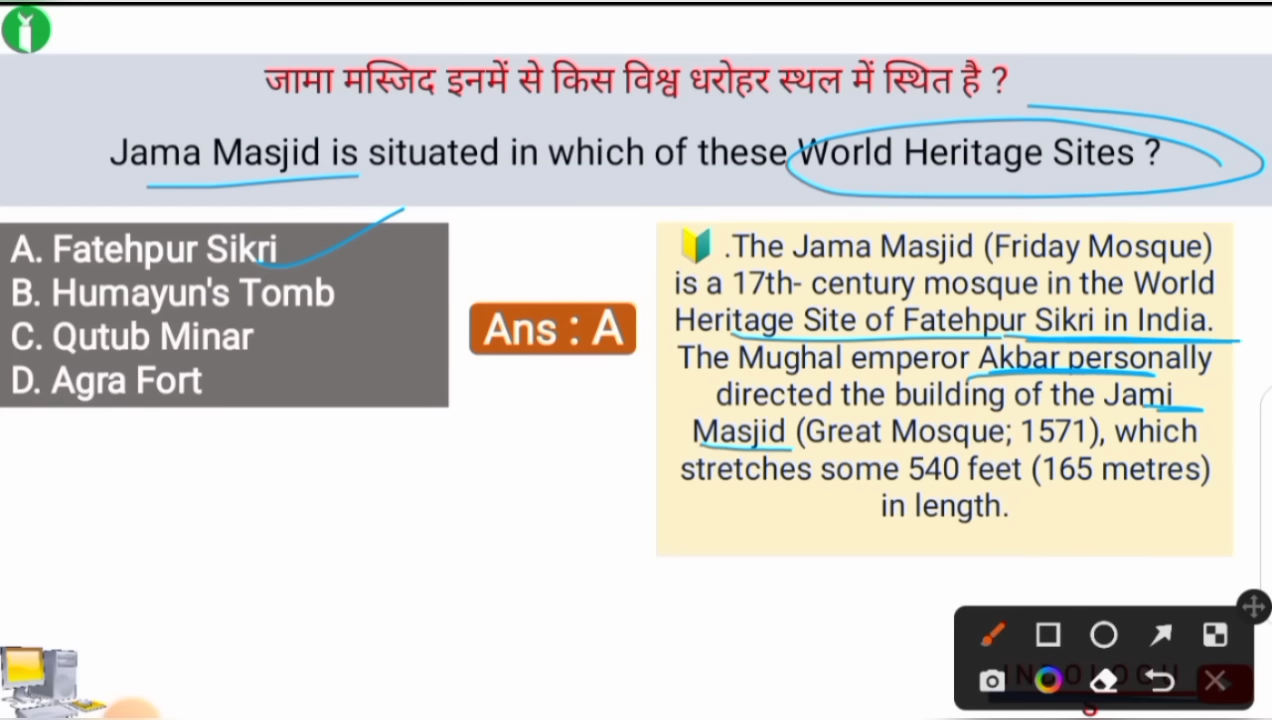 जामा मस्जिद इनमें से किस विश्व धरोहर स्थल में स्थित है ?
Jama Masjid is situated in which of these World Heritage Sites ?
A. Fatehpur Sikri
B. Humayun's Tomb
C. Qutub Minar
D. Agra Fort
Ans : A
.The Jama Masjid (Friday Mosque)
is a 17th- century mosque in the World
Heritage Site of Fatehpur Sikri in India.
The Mughal emperor Akbar personally
directed the building of the Jami
Masjid (Great Mosque; 1571), which
stretches some 540 feet (165 metres)
in length.